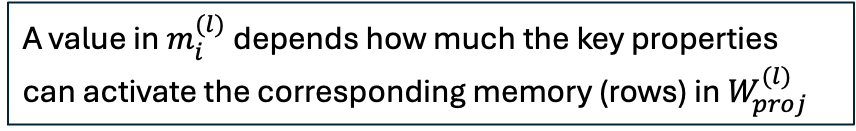 A value in $m_i^{(l)}$ depends how much the key properties
can activate the corresponding memory (rows) in $W_{proj}^{(l)}$